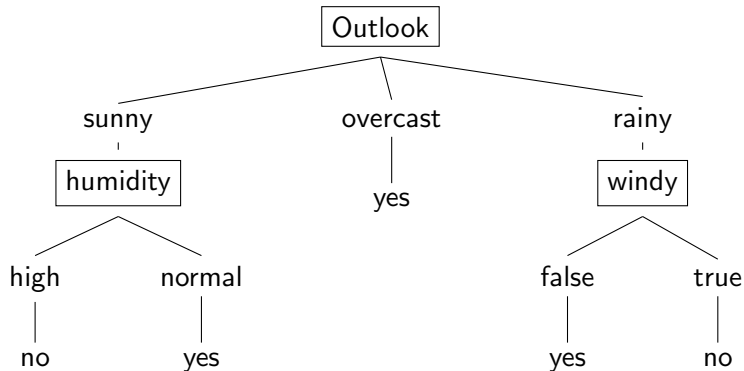 Outlook
sunny overcast rainy
humidity windy
yes
high normal false true
no yes yes no